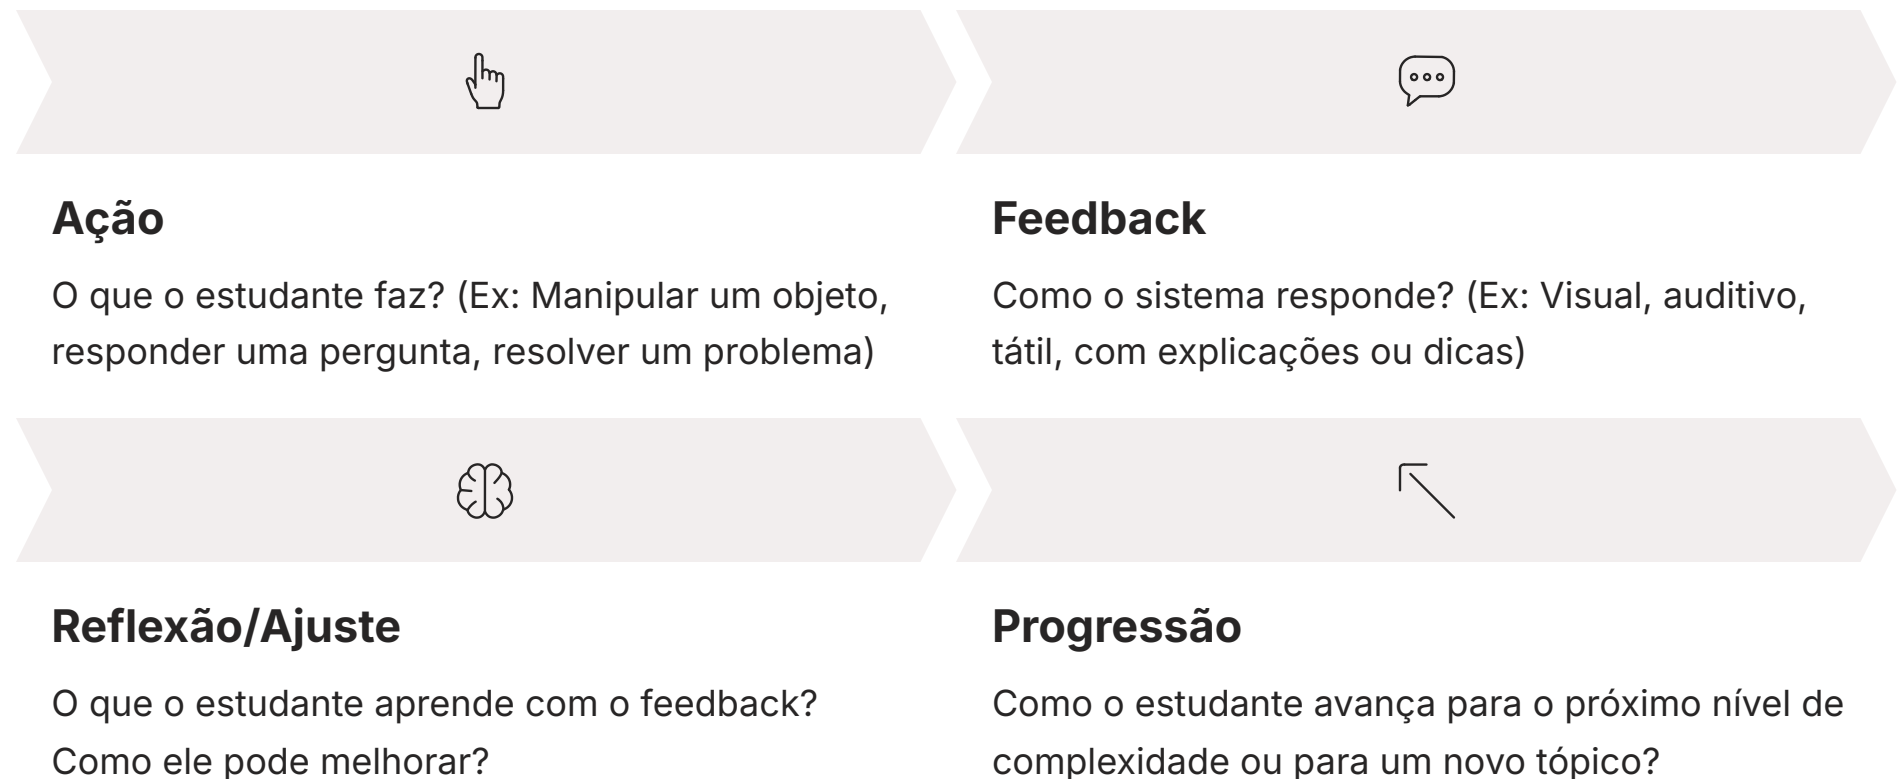 Ação
O que o estudante faz? (Ex: Manipular um objeto,
responder uma pergunta, resolver um problema)
Feedback
Como o sistema responde? (Ex: Visual, auditivo,
tátil, com explicações ou dicas)
Reflexão/Ajuste
O que o estudante aprende com o feedback?
Como ele pode melhorar?
Progressão
Como o estudante avança para o próximo nível de
complexidade ou para um novo tópico?